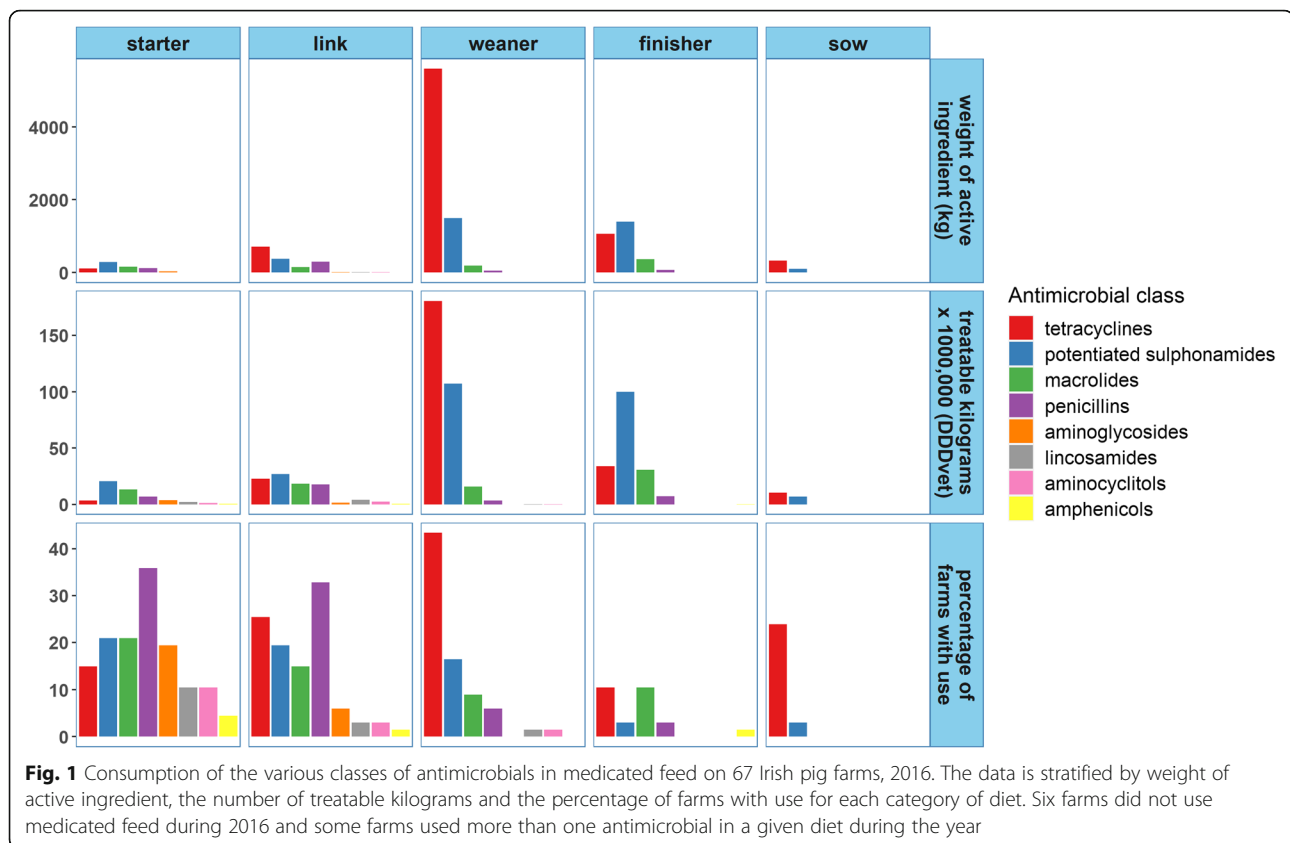 starter link weaner finisher sow
4000
2000
0
weight of active
ingredient (kg)
150
100
50
0
treatable kilograms
x 1000,000 (DDDvet)
40
30
20
10
0
percentage of
farms with use
Antimicrobial class
tetracyclines
potentiated sulphonamides
macrolides
penicillins
aminoglycosides
lincosamides
aminocyclitols
amphenicols
Fig. 1 Consumption of the various classes of antimicrobials in medicated feed on 67 Irish pig farms, 2016. The data is stratified by weight of
active ingredient, the number of treatable kilograms and the percentage of farms with use for each category of diet. Six farms did not use
medicated feed during 2016 and some farms used more than one antimicrobial in a given diet during the year